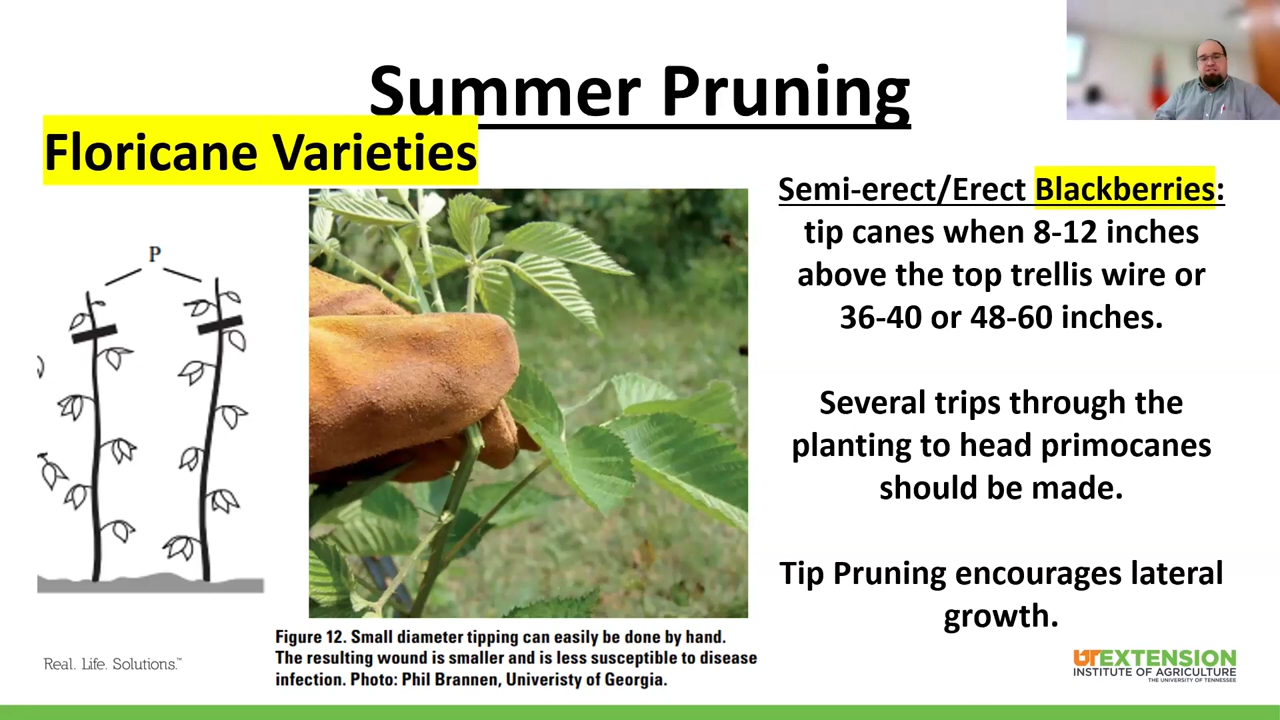 Summer Pruning
Floricane Varieties
P
Semi-erect/Erect Blackberries:
tip canes when 8-12 inches
above the top trellis wire or
36-40 or 48-60 inches.
Several trips through the
planting to head primocanes
should be made.
Tip Pruning encourages lateral
growth.
Figure 12. Small diameter tipping can easily be done by hand.
The resulting wound is smaller and is less susceptible to disease
infection. Photo: Phil Brannen, Univeristy of Georgia.
Real. Life. Solutions.™
UTEXTENSION
INSTITUTE OF AGRICULTURE
THE UNIVERSITY OF TENNESSEE